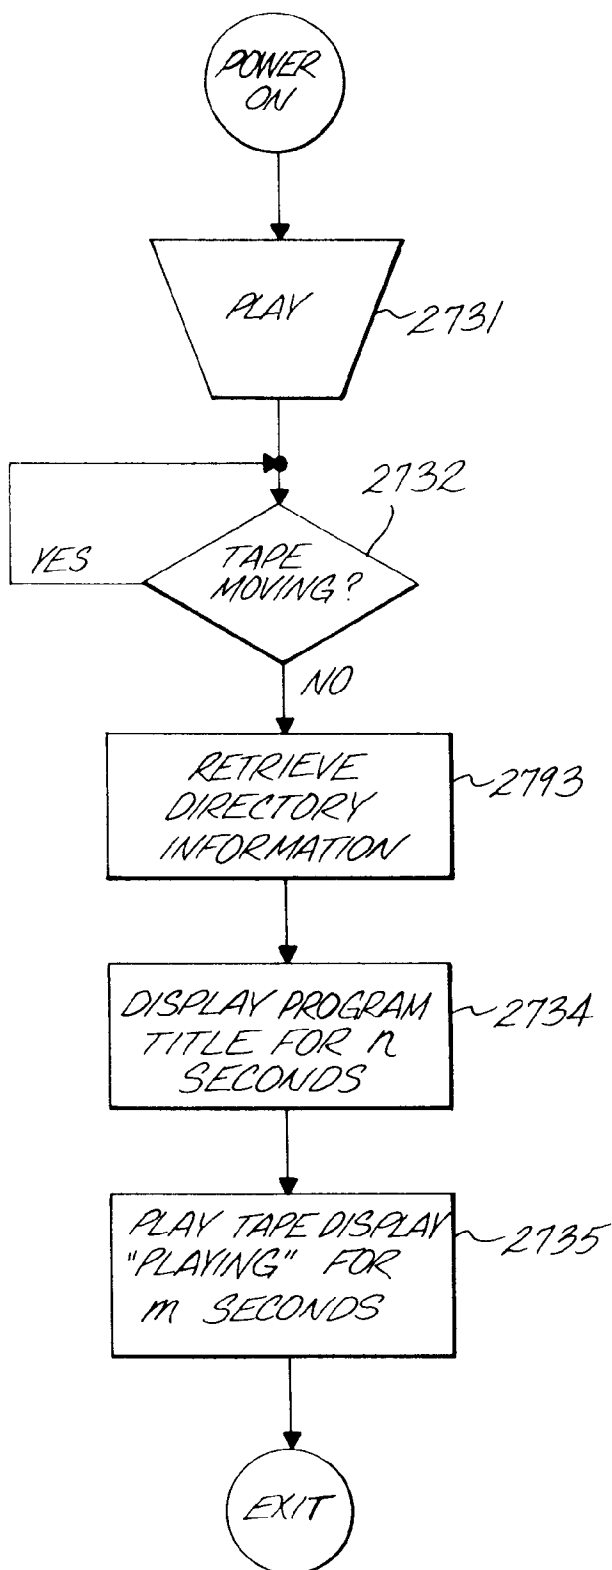 POWER
ON
PLAY
2731
2732
YES
TAPE
MOVING?
NO
RETRIEVE
DIRECTORY
INFORMATION
2793
DISPLAY PROGRAM
TITLE FOR n
SECONDS
2734
PLAY TAPE DISPLAY
"PLAYING" FOR
m SECONDS
2735
EXIT